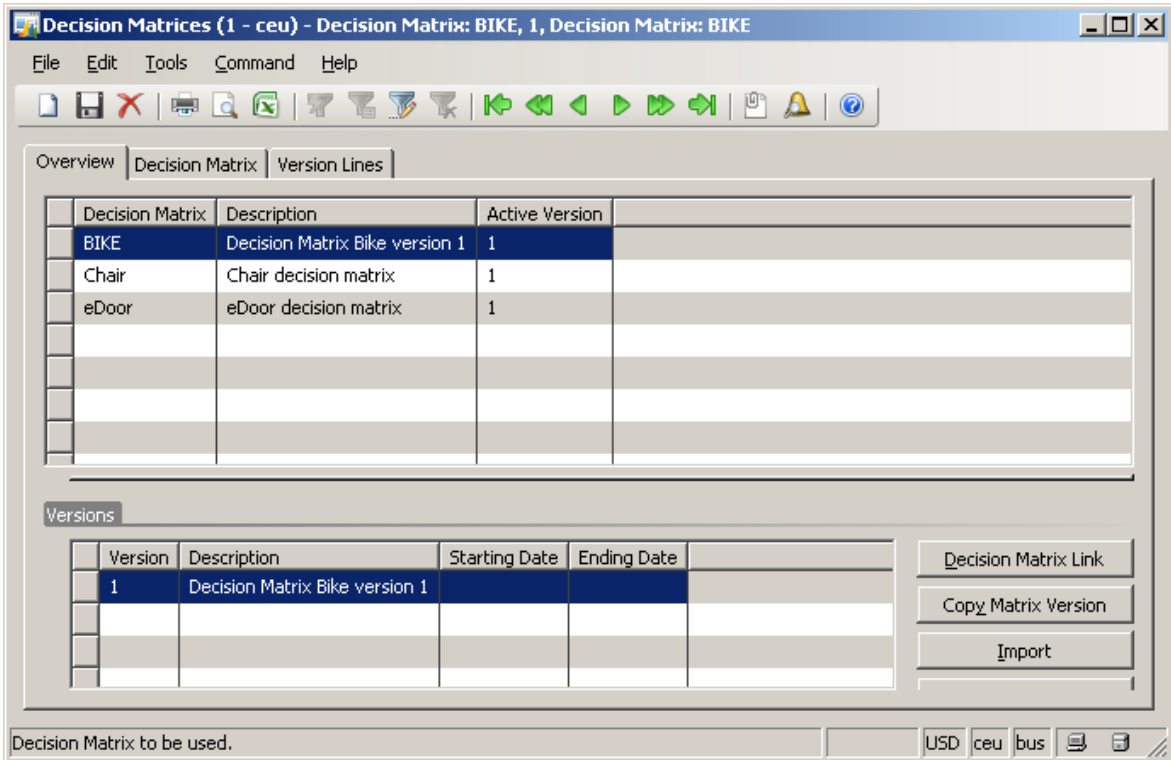 Decision Matrices (1 - ceu) - Decision Matrix: BIKE, 1, Decision Matrix: BIKE
File Edit Tools Command Help
Overview Decision Matrix Version Lines
Decision Matrix Description Active Version
BIKE Decision Matrix Bike version 1 1
Chair Chair decision matrix 1
eDoor eDoor decision matrix 1
Versions
Version Description Starting Date Ending Date
1 Decision Matrix Bike version 1
Decision Matrix Link
Copy Matrix Version
Import
Decision Matrix to be used. USD ceu bus